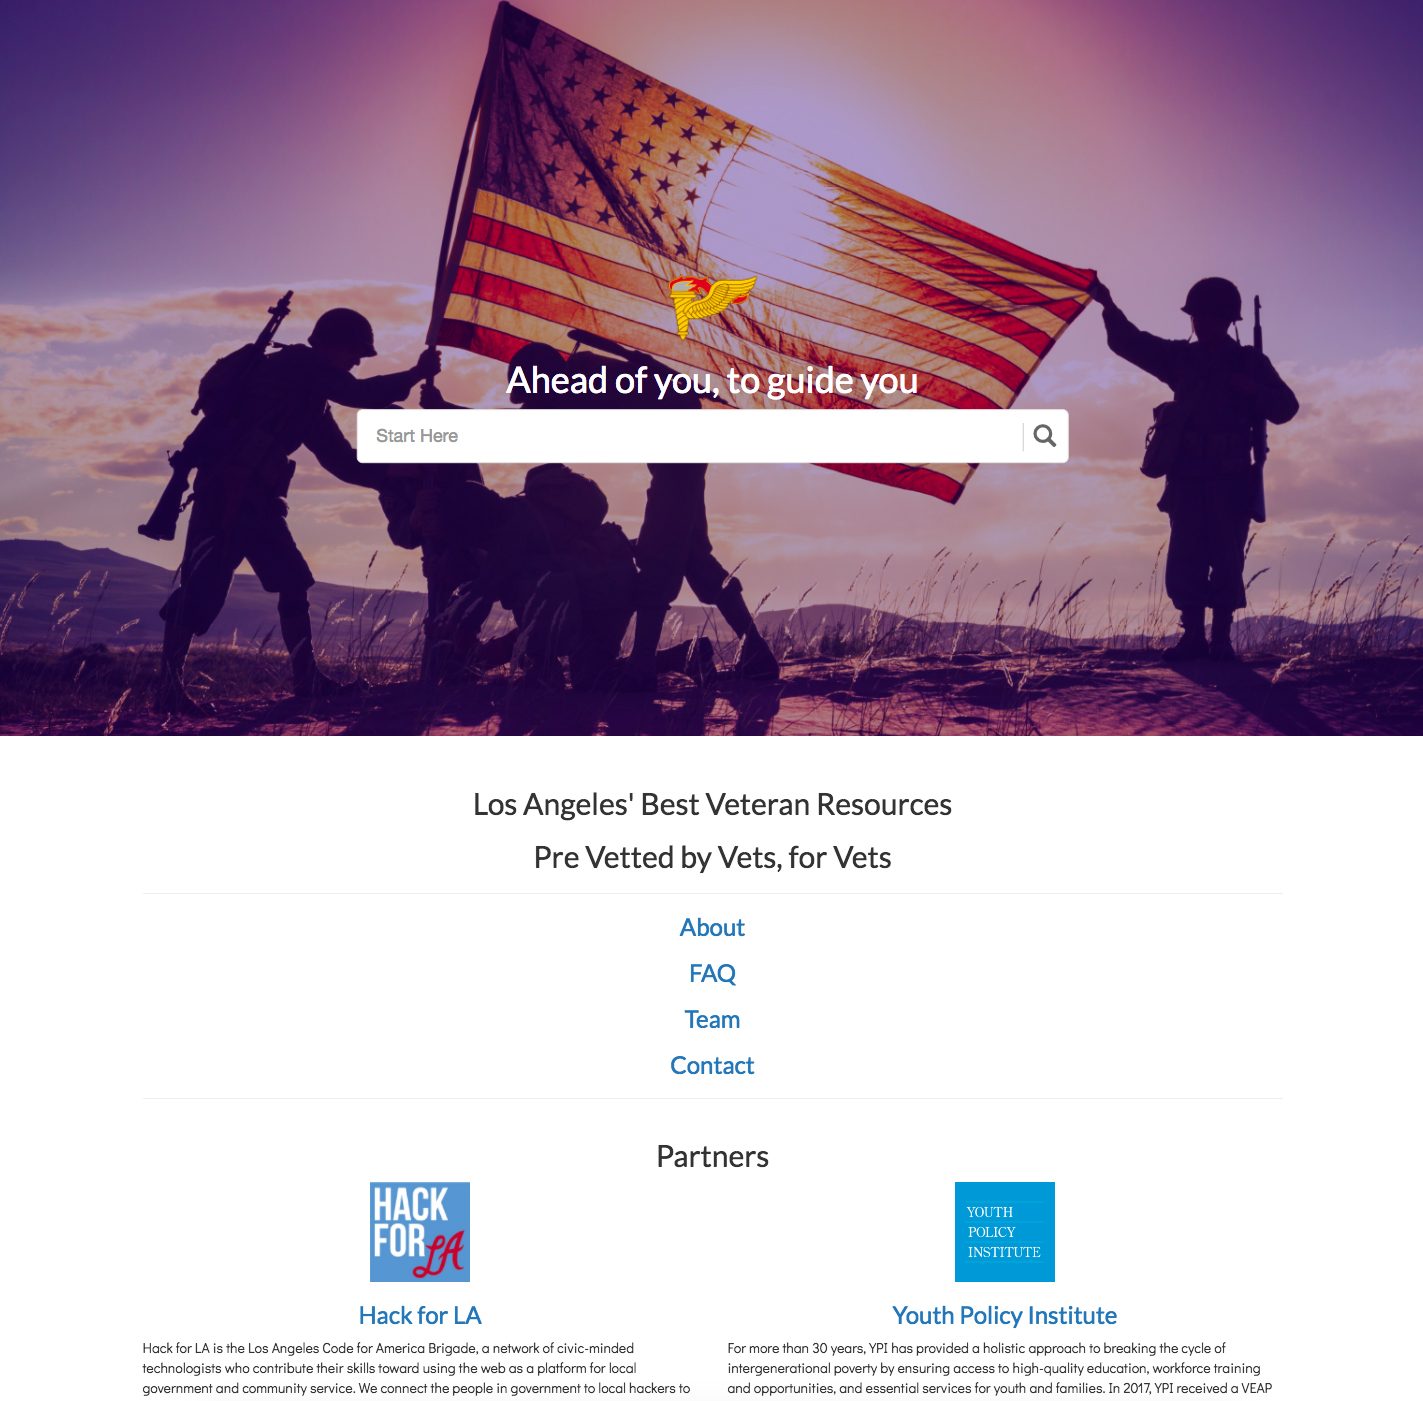 Ahead of you, to guide you
Start Here
Los Angeles' Best Veteran Resources
Pre Vetted by Vets, for Vets
About
FAQ
Team
Contact
Partners
HACK
FOR LA
Hack for LA
Hack for LA is the Los Angeles Code for America Brigade, a network of civic-minded
technologists who contribute their skills toward using the web as a platform for local
government and community service. We connect the people in government to local hackers to
YOUTH
POLICY
INSTITUTE
Youth Policy Institute
For more than 30 years, YPI has provided a holistic approach to breaking the cycle of
intergenerational poverty by ensuring access to high-quality education, workforce training
and opportunities, and essential services for youth and families. In 2017, YPI received a VEAP